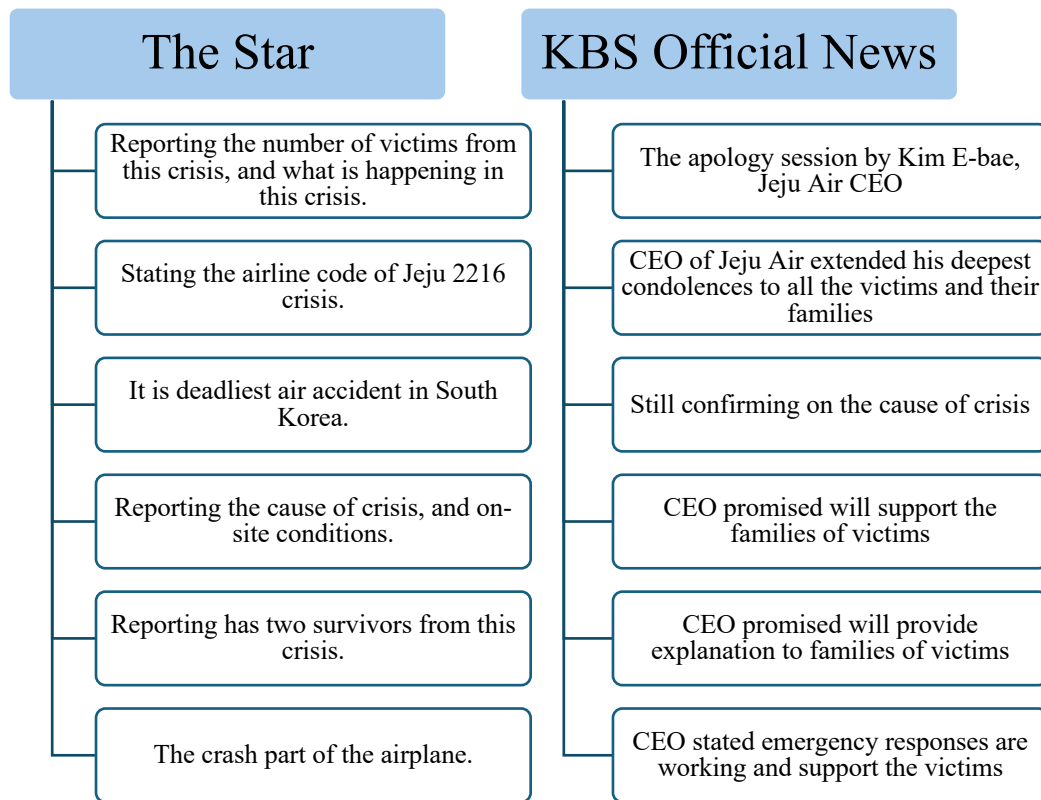 The Star
Reporting the number of victims from
this crisis, and what is happening in
this crisis.
Stating the airline code of Jeju 2216
crisis.
It is deadliest air accident in South
Korea.
Reporting the cause of crisis, and on-
site conditions.
Reporting has two survivors from this
crisis.
The crash part of the airplane.
KBS Official News
The apology session by Kim E-bae,
Jeju Air CEO
CEO of Jeju Air extended his deepest
condolences to all the victims and their
families
Still confirming on the cause of crisis
CEO promised will support the
families of victims
CEO promised will provide
explanation to families of victims
CEO stated emergency responses are
working and support the victims